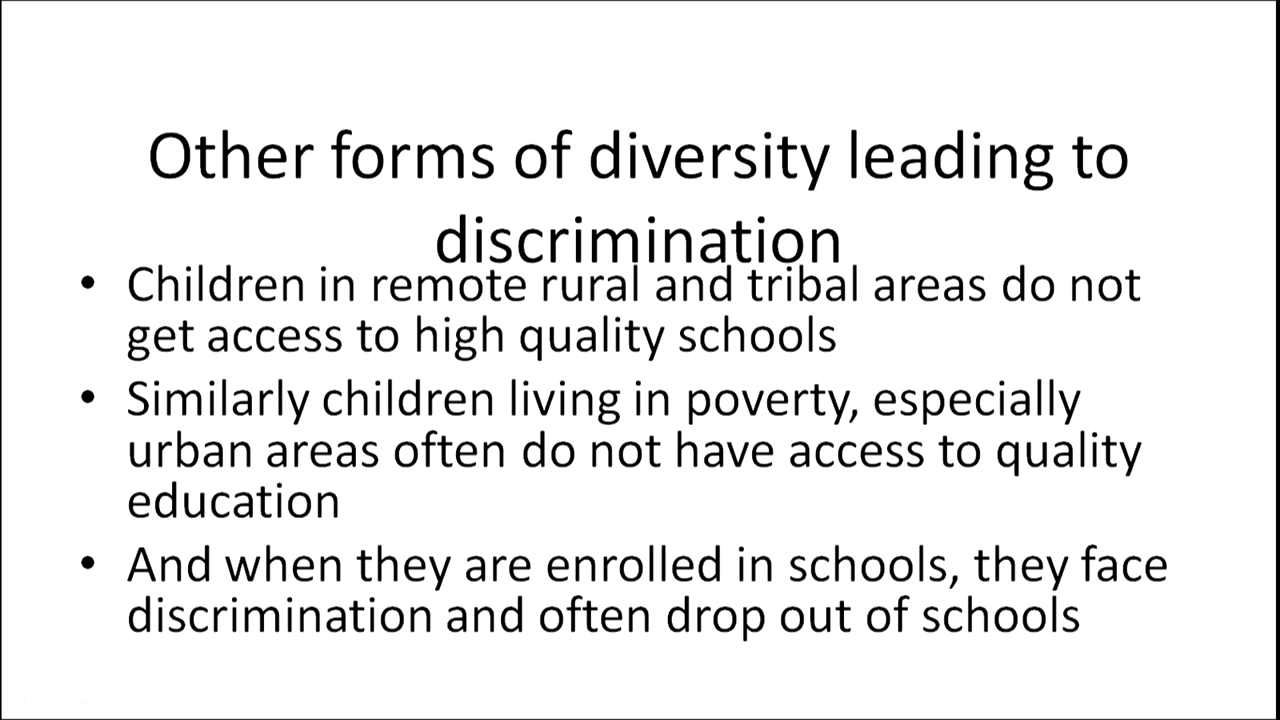 Other forms of diversity leading to
discrimination
• Children in remote rural and tribal areas do not
get access to high quality schools
• Similarly children living in poverty, especially
urban areas often do not have access to quality
education
• And when they are enrolled in schools, they face
discrimination and often drop out of schools